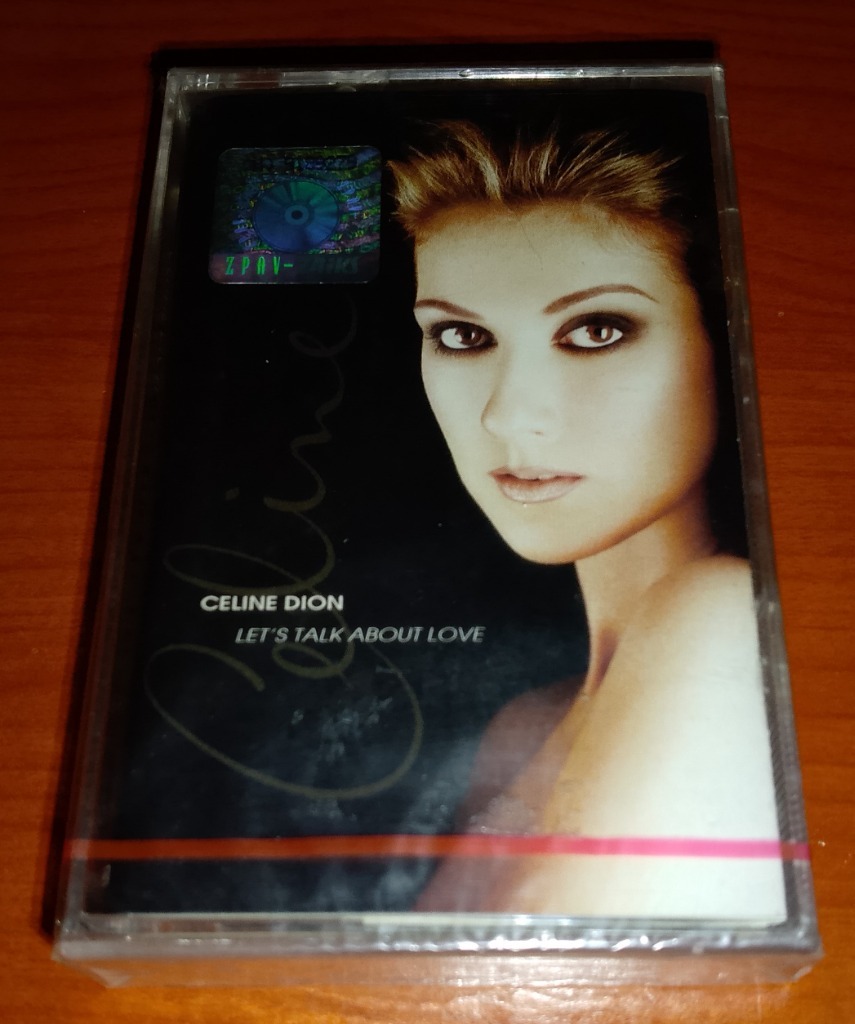 ZPAV-
Celine
CELINE DION
LET'S TALK ABOUT LOVE